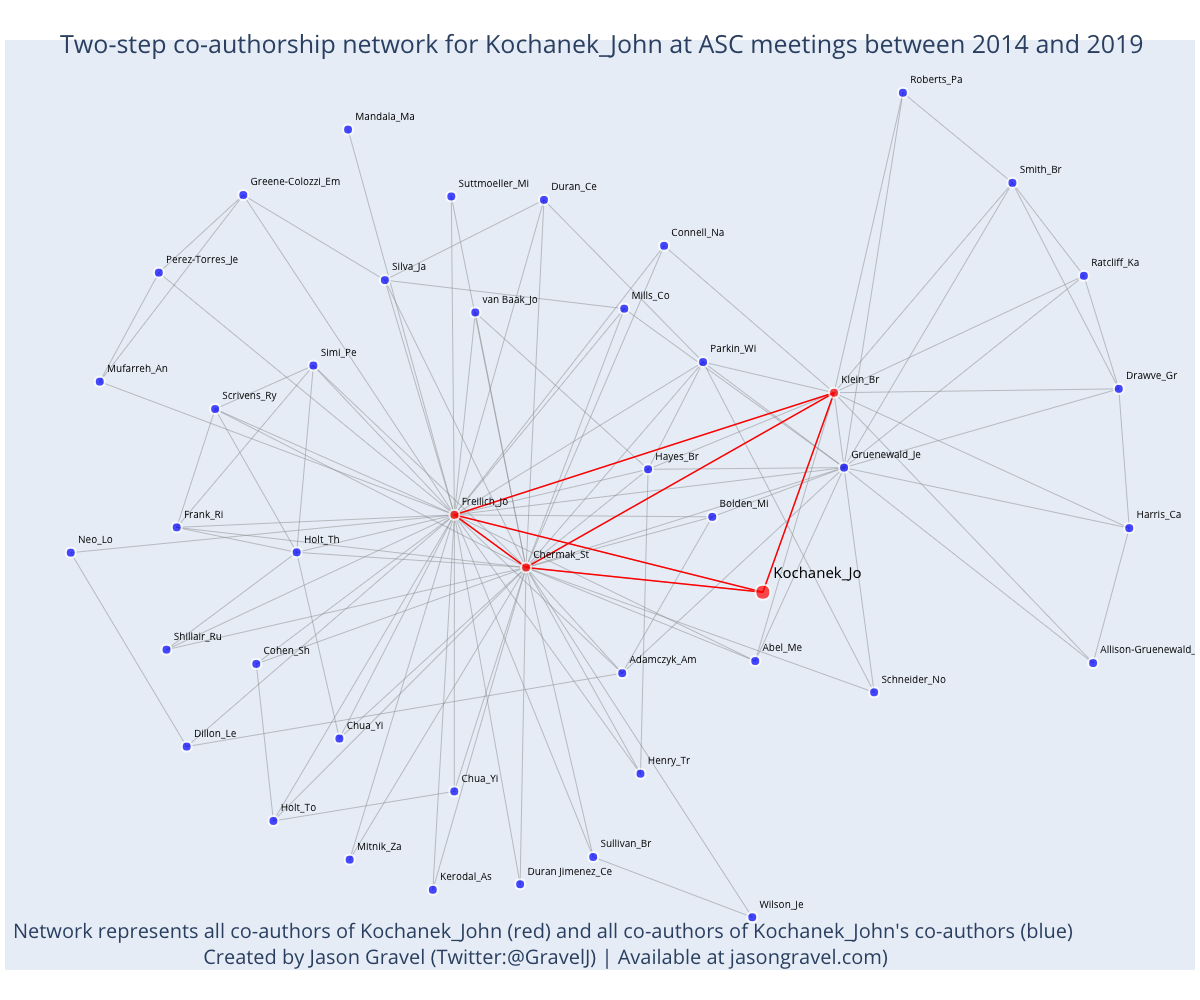 Two-step co-authorship network for Kochanek_John at ASC meetings between 2014 and 2019
Roberts_Pa
Mandala_Ma
Smith_Br
Greene-Colozzi_Em
Suttmoeller_Mi
Duran_Ce
Connell_Na
Perez-Torres_Je
Silva_Ja
Ratcliff_Ka
van Baak_Jo
Mills_Co
Simi_Pe
Parkin_Wi
Mufarreh_An
Klein_Br
Drawve_Gr
Scrivens_Ry
Hayes_Br
Gruenewald_Je
Freilich_Jo
Bolden_Mi
Frank_Ri
Harris_Ca
Neo_Lo
Holt_Th
Chermak_St
Kochanek_Jo
Shillair_Ru
Cohen_Sh
Abel_Me
Allison-Gruenewald_
Adamczyk_Am
Schneider_No
Chua_Yi
Dillon_Le
Henry_Tr
Chua_Yi
Holt_To
Mitnik_Za
Sullivan_Br
Kerodal_As
Duran Jimenez_Ce
Wilson_Je
Network represents all co-authors of Kochanek_John (red) and all co-authors of Kochanek_John's co-authors (blue)
Created by Jason Gravel (Twitter:@GravelJ) | Available at jasongravel.com)